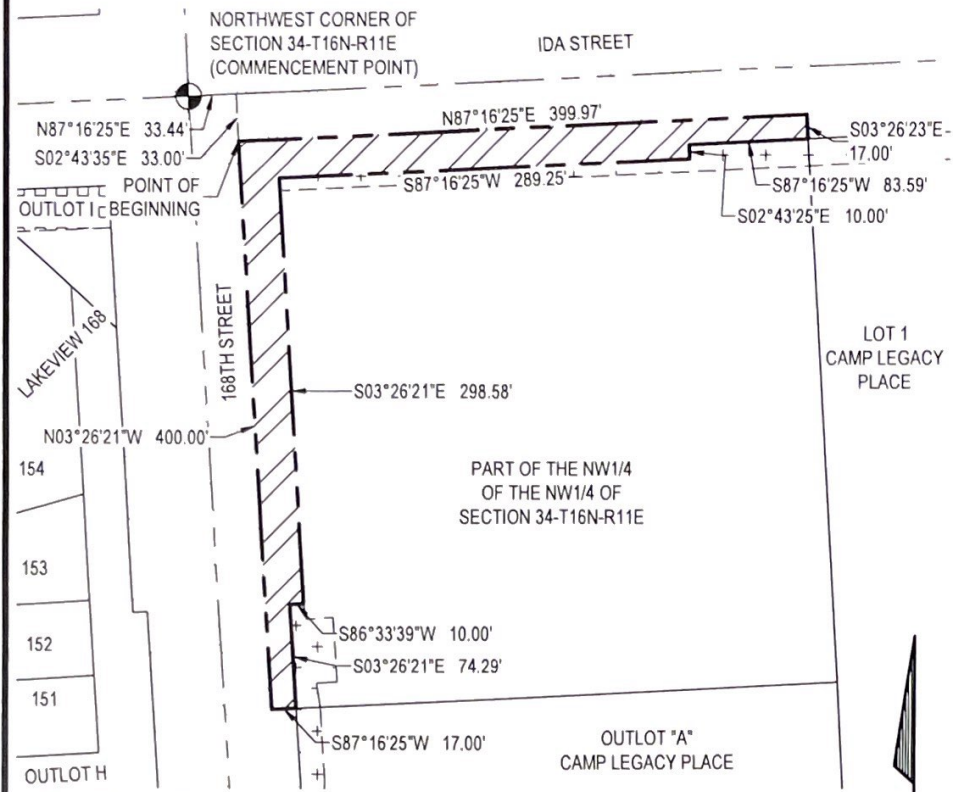 NORTHWEST CORNER OF
SECTION 34-T16N-R11E
(COMMENCEMENT POINT)
IDA STREET
N87°16'25"E 33.44'
S02°43'35"E 33.00'
N87°16'25"E 399.97'
S03°26'23"E
17.00'
POINT OF
BEGINNING
OUTLOT I
S87°16'25"W 289.25'
S87°16'25"W 83.59'
S02°43'25"E 10.00'
168TH STREET
LAKEVIEW 168
LOT 1
CAMP LEGACY
PLACE
S03°26'21"E 298.58'
N03°26'21"W 400.00'
154
PART OF THE NW1/4
OF THE NW1/4 OF
SECTION 34-T16N-R11E
153
S86°33'39"W 10.00'
152
S03°26'21"E 74.29'
151
S87°16'25"W 17.00'
OUTLOT "A"
CAMP LEGACY PLACE
OUTLOT H